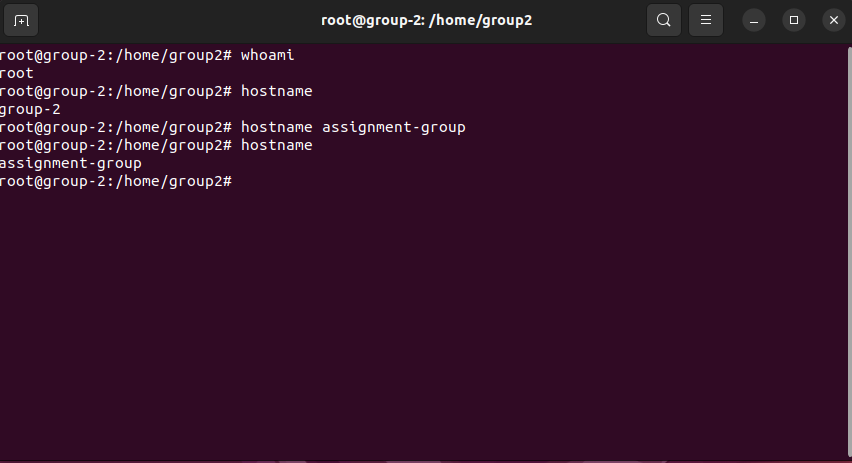 root@group-2: /home/group2
root@group-2:/home/group2# whoami
root
root@group-2:/home/group2# hostname
group-2
root@group-2:/home/group2# hostname assignment-group
root@group-2:/home/group2# hostname
assignment-group
root@group-2:/home/group2#